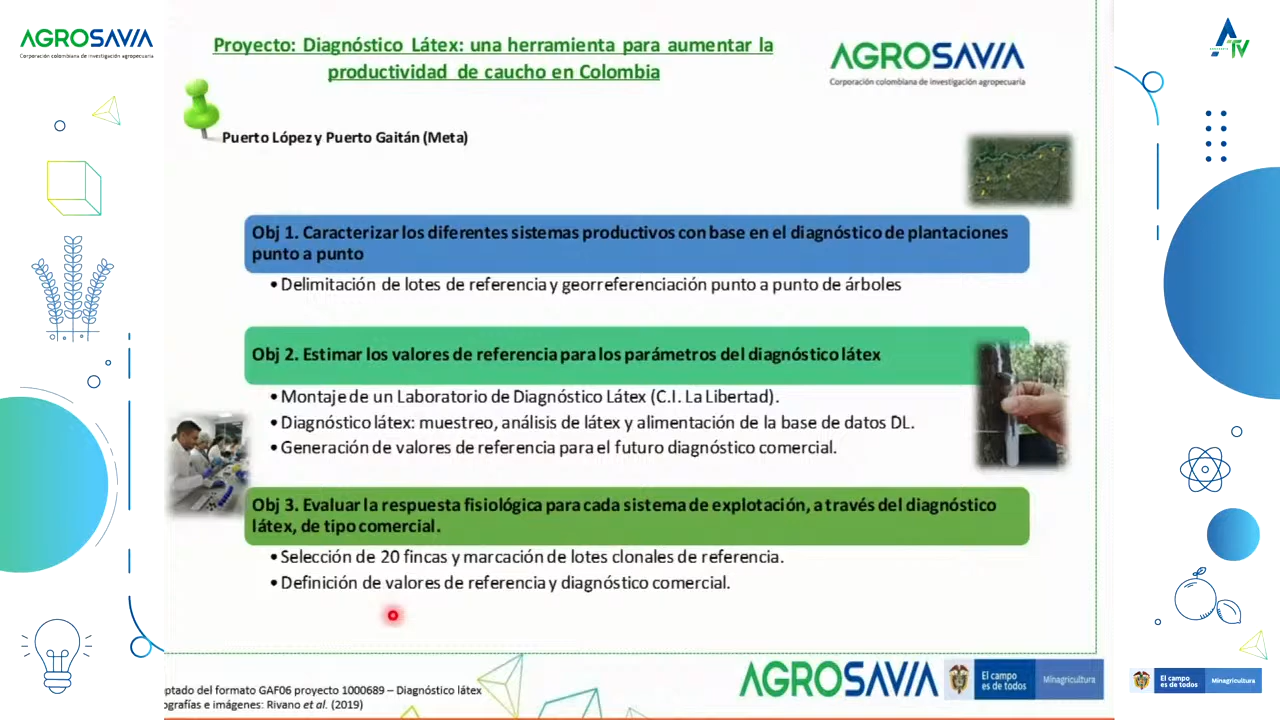 AGROSAVIA
Corporación colombiana de investigación agropecuaria
Proyecto: Diagnóstico Látex: una herramienta para aumentar la
productividad de caucho en Colombia
AGROSAVIA
Corporación colombiana de investigación agropecuaria
TV
Puerto López y Puerto Gaitán (Meta)
Obj 1. Caracterizar los diferentes sistemas productivos con base en el diagnóstico de plantaciones
punto a punto
• Delimitación de lotes de referencia y georreferenciación punto a punto de árboles
Obj 2. Estimar los valores de referencia para los parámetros del diagnóstico látex
• Montaje de un Laboratorio de Diagnóstico Látex (C.I. La Libertad).
• Diagnóstico látex: muestreo, análisis de látex y alimentación de la base de datos DL.
• Generación de valores de referencia para el futuro diagnóstico comercial.
Obj 3. Evaluar la respuesta fisiológica para cada sistema de explotación, a través del diagnóstico
látex, de tipo comercial.
• Selección de 20 fincas y marcación de lotes clonales de referencia.
• Definición de valores de referencia y diagnóstico comercial.
ptado del formato GAF06 proyecto 1000689 – Diagnóstico látex
ografías e imágenes: Rivano et al. (2019)
AGROSAVIA
El campo
es de todos
Minagricultura
El campo
es de todos
Minagricultura